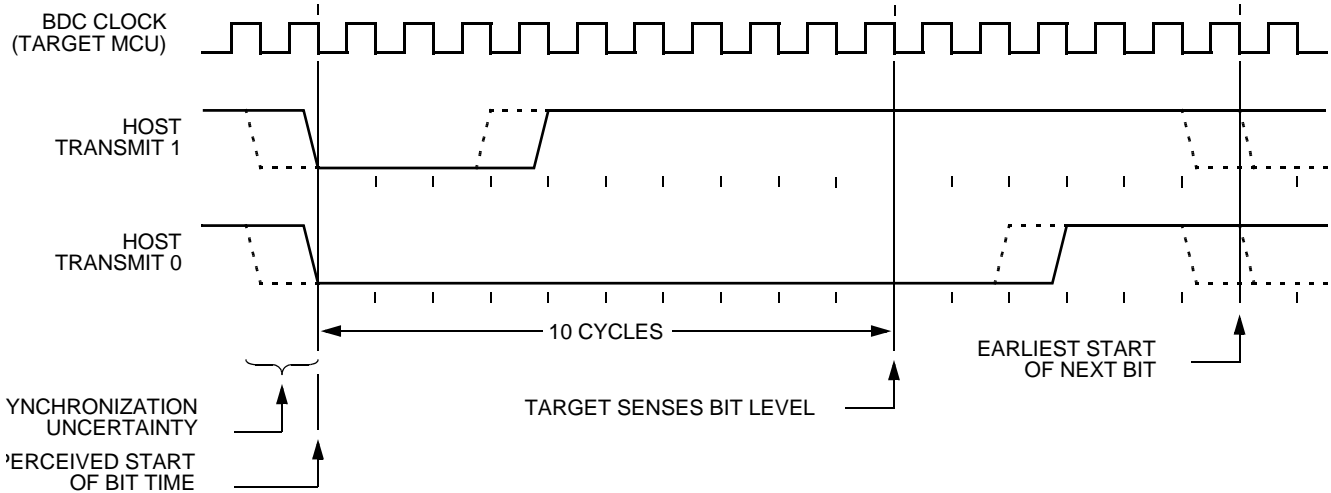 BDC CLOCK
(TARGET MCU)
HOST
TRANSMIT 1
HOST
TRANSMIT 0
10 CYCLES
EARLIEST START
OF NEXT BIT
YNCHRONIZATION
UNCERTAINTY
TARGET SENSES BIT LEVEL
PERCEIVED START
OF BIT TIME